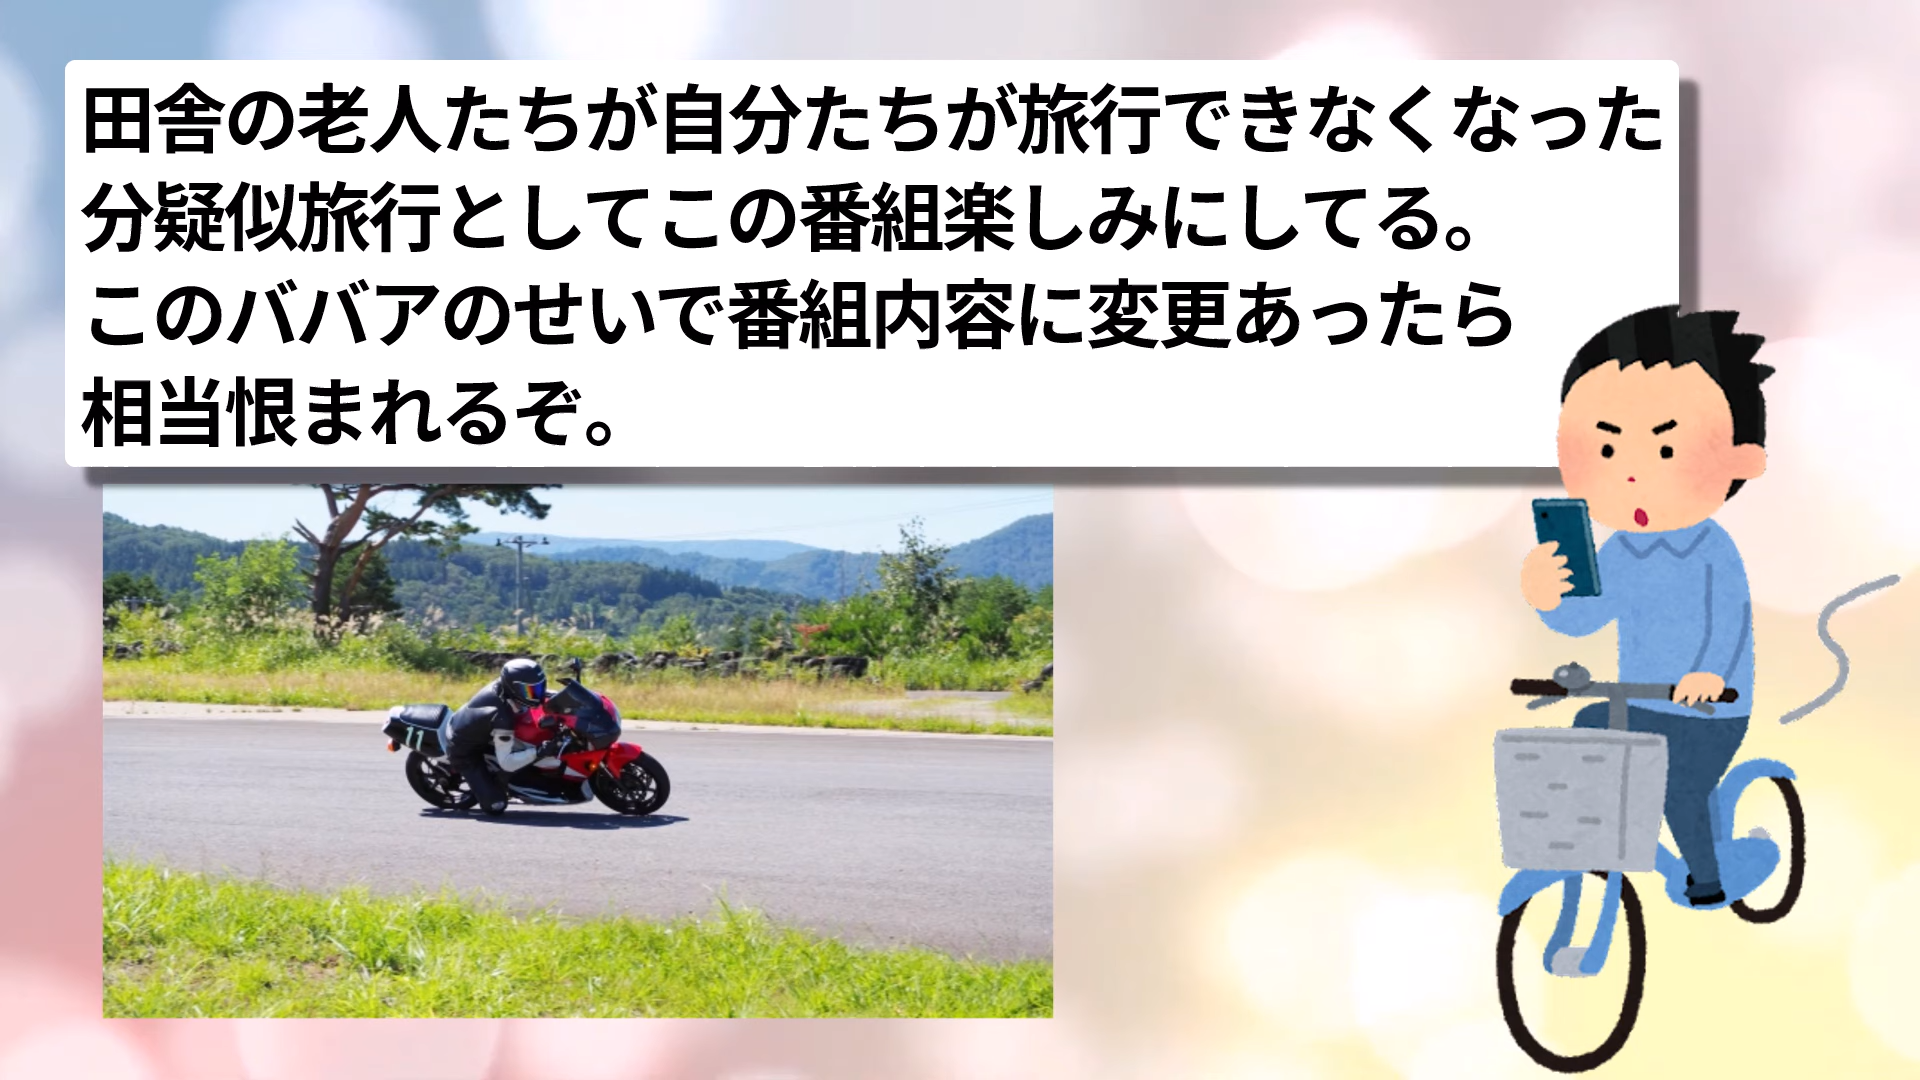 田舎の老人たちが自分たちが旅行できなくなった
分疑似旅行としてこの番組楽しみにしてる。
このババアのせいで番組内容に変更あったら
相当恨まれるぞ。
11